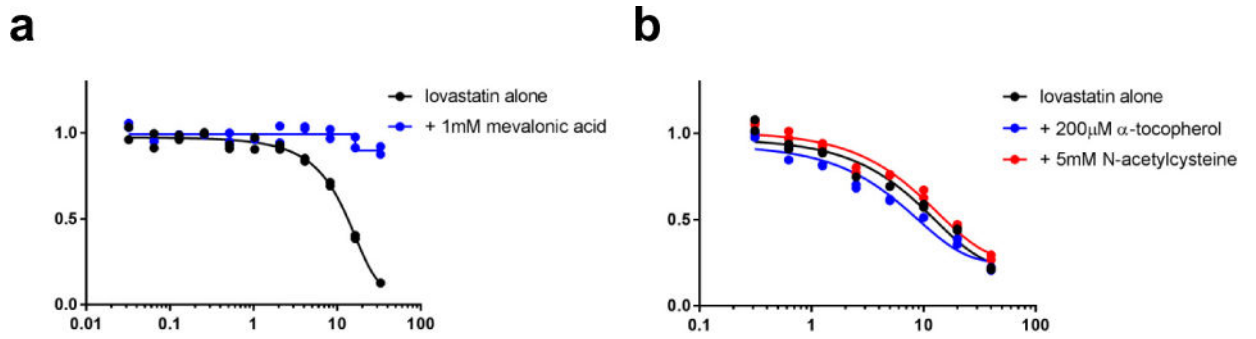 a
lovastatin alone
+ 1mM mevalonic acid
1.0
0.5
0.0
0.01 0.1 1 10 100
b
lovastatin alone
+ 200μM α-tocopherol
+ 5mM N-acetylcysteine
1.0
0.5
0.0
0.1 1 10 100